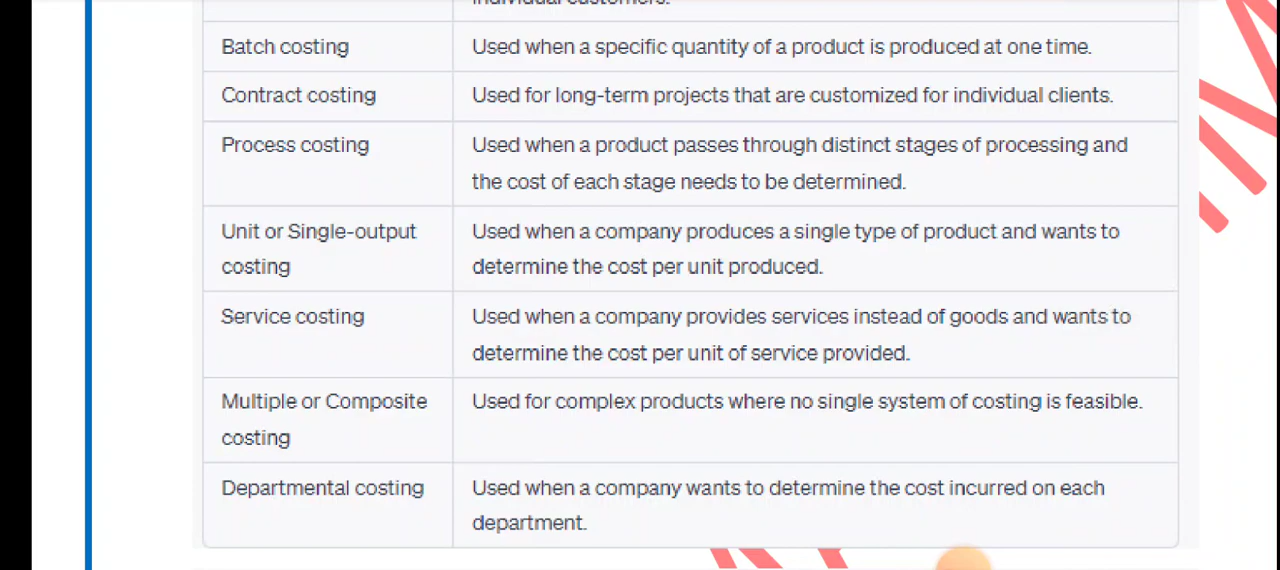 individual customers.
Batch costing
Used when a specific quantity of a product is produced at one time.
Contract costing
Used for long-term projects that are customized for individual clients.
Process costing
Used when a product passes through distinct stages of processing and
the cost of each stage needs to be determined.
Unit or Single-output
costing
Used when a company produces a single type of product and wants to
determine the cost per unit produced.
Service costing
Used when a company provides services instead of goods and wants to
determine the cost per unit of service provided.
Multiple or Composite
costing
Used for complex products where no single system of costing is feasible.
Departmental costing
Used when a company wants to determine the cost incurred on each
department.